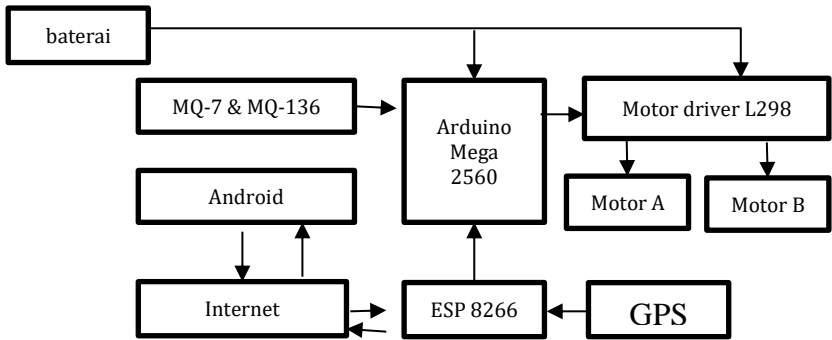 baterai
MQ-7 & MQ-136
Arduino
Mega
2560
Motor driver L298
Android
Motor A
Motor B
Internet
ESP 8266
GPS